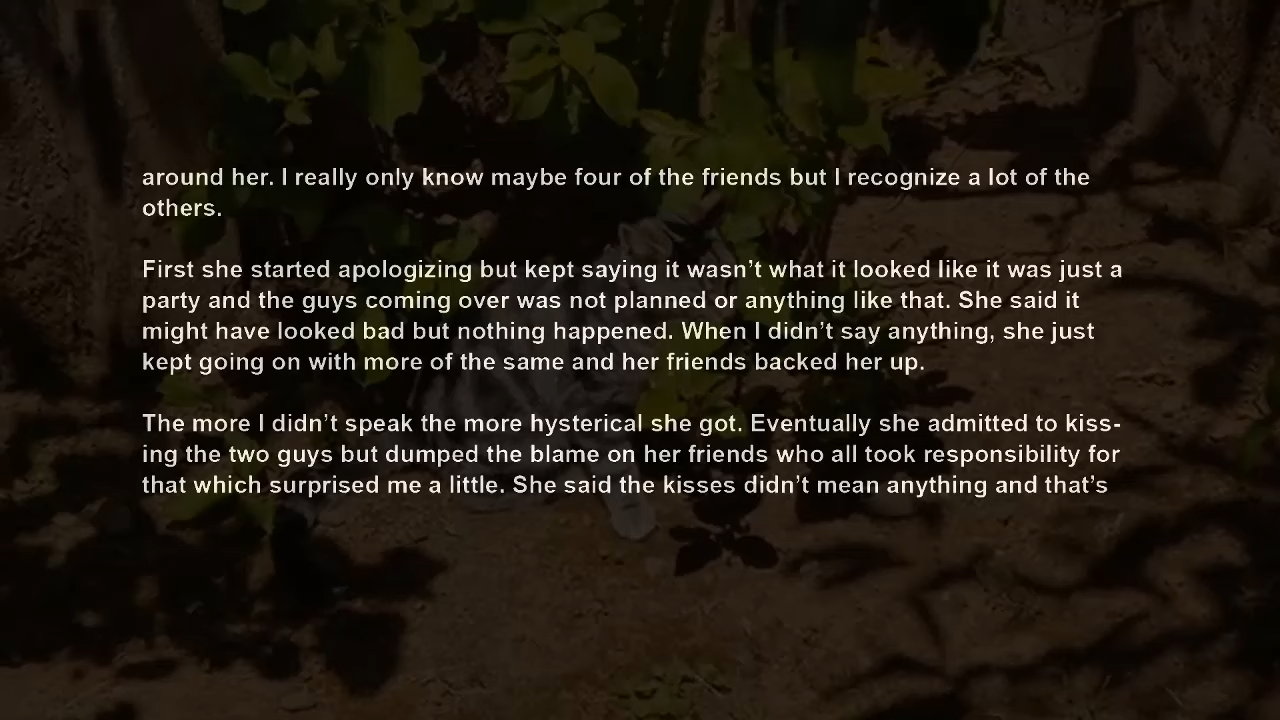 around her. I really only know maybe four of the friends but I recognize a lot of the
others.
First she started apologizing but kept saying it wasn’t what it looked like it was just a
party and the guys coming over was not planned or anything like that. She said it
might have looked bad but nothing happened. When I didn’t say anything, she just
kept going on with more of the same and her friends backed her up.
The more I didn’t speak the more hysterical she got. Eventually she admitted to kiss-
ing the two guys but dumped the blame on her friends who all took responsibility for
that which surprised me a little. She said the kisses didn’t mean anything and that’s